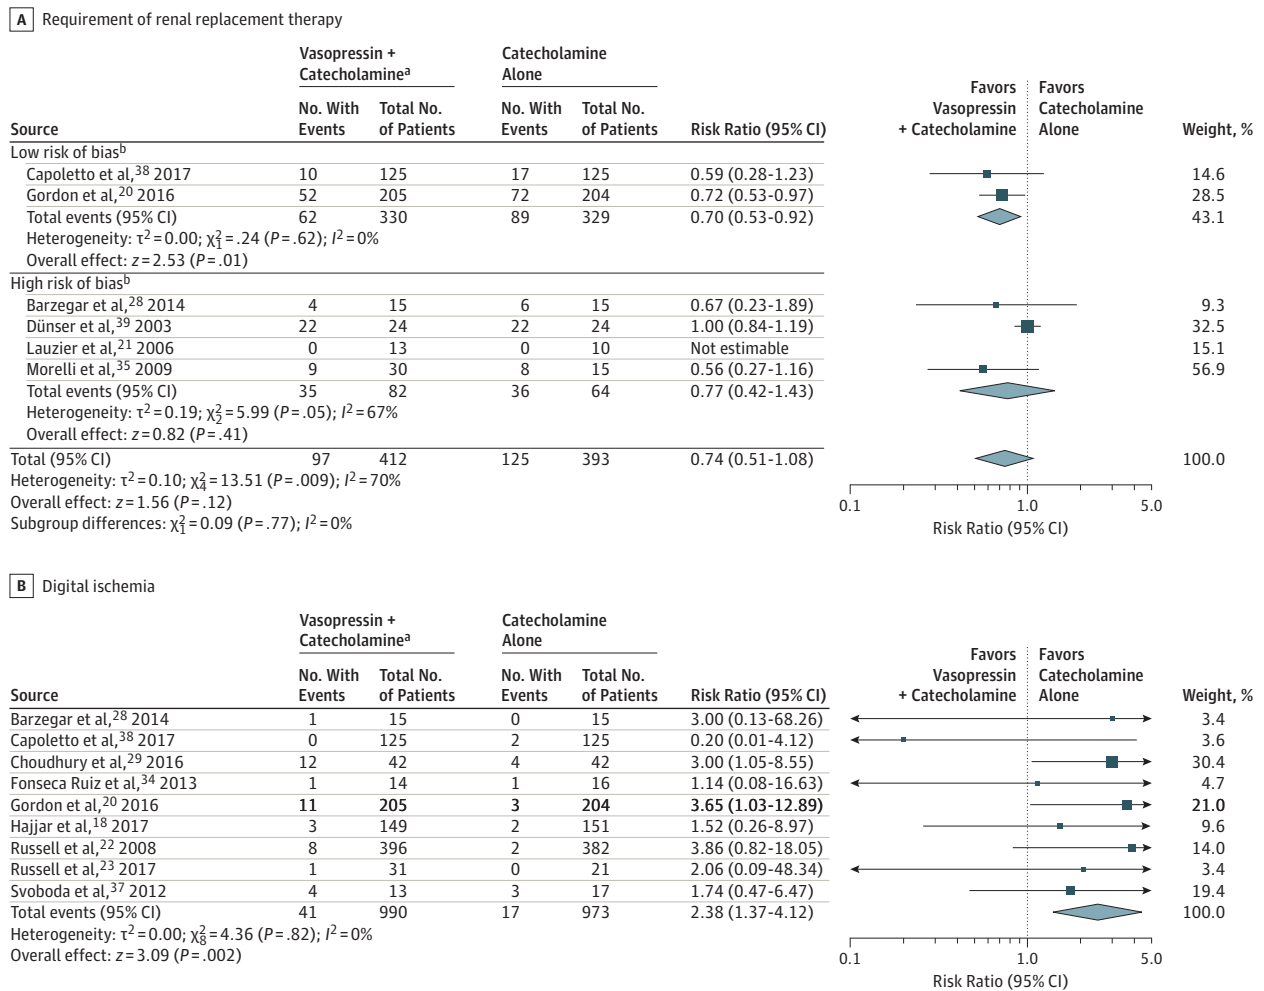 A Requirement of renal replacement therapy
Vasopressin + Catecholamine^a
Catecholamine Alone
Favors Vasopressin + Catecholamine
Favors Catecholamine Alone
Source No. With Events Total No. of Patients No. With Events Total No. of Patients Risk Ratio (95% CI) Weight, %
Low risk of bias^b
Capoletto et al,38 2017 10 125 17 125 0.59 (0.28-1.23) 14.6
Gordon et al,20 2016 52 205 72 204 0.72 (0.53-0.97) 28.5
Total events (95% CI) 62 330 89 329 0.70 (0.53-0.92) 43.1
Heterogeneity: τ2=0.00; χ21=.24 (P=.62); I2=0%
Overall effect: z=2.53 (P=.01)
High risk of bias^b
Barzegar et al,28 2014 4 15 6 15 0.67 (0.23-1.89) 9.3
Dünser et al,39 2003 22 24 22 24 1.00 (0.84-1.19) 32.5
Lauzier et al,21 2006 0 13 0 10 Not estimable 15.1
Morelli et al,35 2009 9 30 8 15 0.56 (0.27-1.16) 56.9
Total events (95% CI) 35 82 36 64 0.77 (0.42-1.43)
Heterogeneity: τ2=0.19; χ22=5.99 (P=.05); I2=67%
Overall effect: z=0.82 (P=.41)
Total (95% CI) 97 412 125 393 0.74 (0.51-1.08) 100.0
Heterogeneity: τ2=0.10; χ24=13.51 (P=.009); I2=70%
Overall effect: z=1.56 (P=.12)
Subgroup differences: χ21=0.09 (P=.77); I2=0%
0.1 1.0 5.0
Risk Ratio (95% CI)
B Digital ischemia
Vasopressin + Catecholamine^a
Catecholamine Alone
Favors Vasopressin + Catecholamine
Favors Catecholamine Alone
Source No. With Events Total No. of Patients No. With Events Total No. of Patients Risk Ratio (95% CI) Weight, %
Barzegar et al,28 2014 1 15 0 15 3.00 (0.13-68.26) 3.4
Capoletto et al,38 2017 0 125 2 125 0.20 (0.01-4.12) 3.6
Choudhury et al,29 2016 12 42 4 42 3.00 (1.05-8.55) 30.4
Fonseca Ruiz et al,34 2013 1 14 1 16 1.14 (0.08-16.63) 4.7
Gordon et al,20 2016 11 205 3 204 3.65 (1.03-12.89) 21.0
Hajjar et al,18 2017 3 149 2 151 1.52 (0.26-8.97) 9.6
Russell et al,22 2008 8 396 2 382 3.86 (0.82-18.05) 14.0
Russell et al,23 2017 1 31 0 21 2.06 (0.09-48.34) 3.4
Svoboda et al,37 2012 4 13 3 17 1.74 (0.47-6.47) 19.4
Total events (95% CI) 41 990 17 973 2.38 (1.37-4.12) 100.0
Heterogeneity: τ2=0.00; χ28=4.36 (P=.82); I2=0%
Overall effect: z=3.09 (P=.002)
0.1 1.0 5.0
Risk Ratio (95% CI)